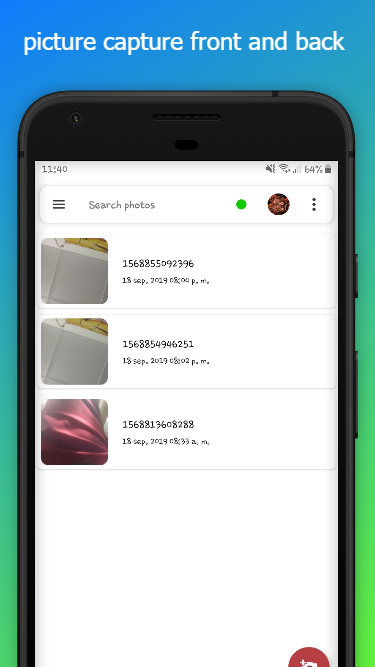 picture capture front and back
11:40
64%
Search photos
1568855092396
18 sep. 2019 08:04 p. m.
1568854946251
18 sep. 2019 08:02 p. m.
1568813608288
18 sep. 2019 08:33 a. m.